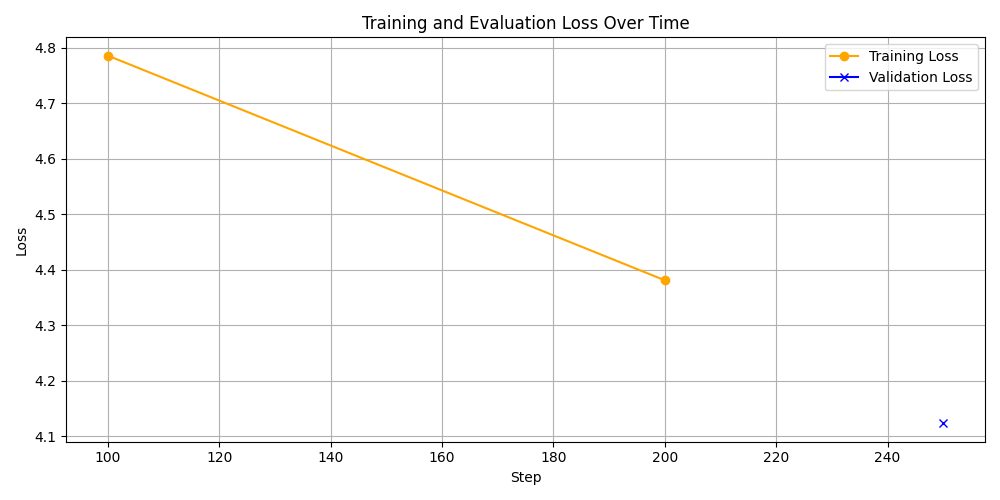 Training and Evaluation Loss Over Time
Training Loss
Validation Loss
Loss
4.8
4.7
4.6
4.5
4.4
4.3
4.2
4.1
100 120 140 160 180 200 220 240
Step